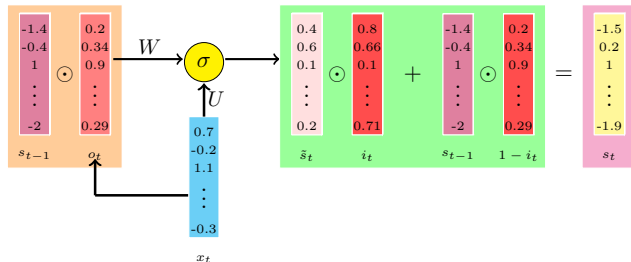 -1.4 0.2 0.4 0.8 -1.4 0.2 -1.5
-0.4 0.34 W 0.6 0.66 -0.4 0.34 0.2
1 ⊙ 0.9 σ 0.1 ⊙ 0.1 + 1 ⊙ 0.9 = 1
⋮ ⋮ U ⋮ ⋮ ⋮ ⋮ ⋮
-2 0.29 0.2 0.71 -2 0.29 -1.9
s_{t−1} o_t s̃_t i_t s_{t−1} 1 − i_t s_t
0.7
-0.2
1.1
⋮
-0.3
x_t